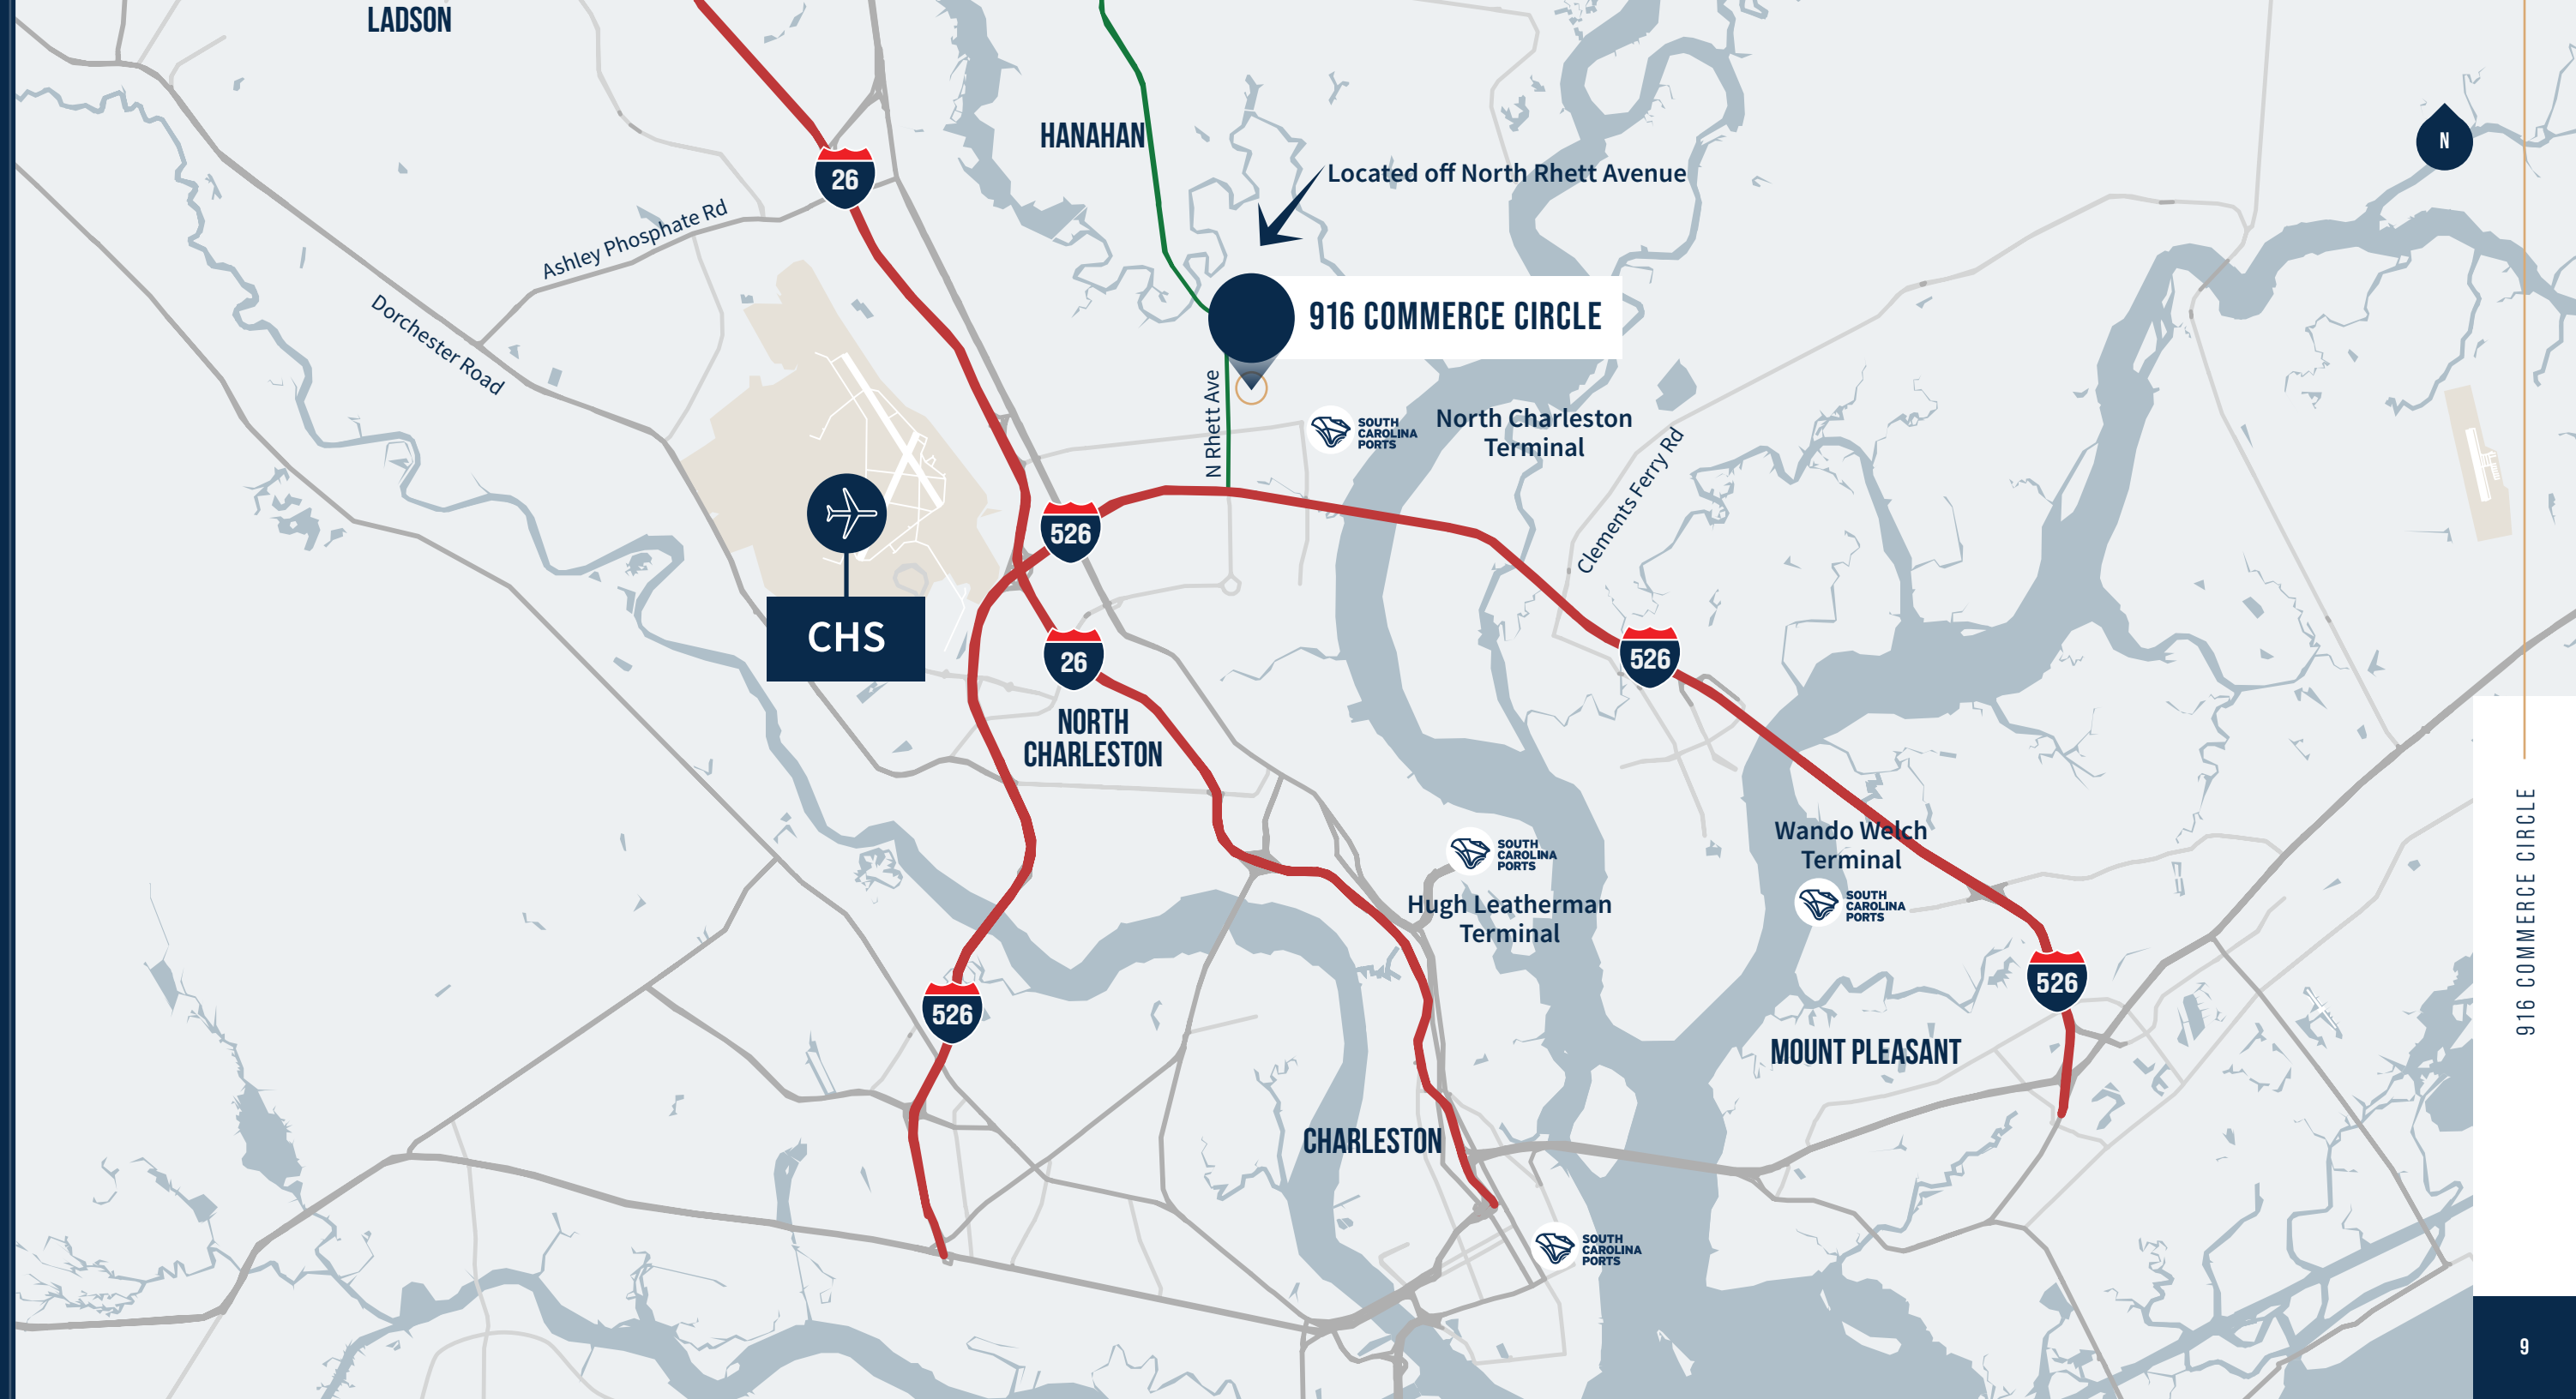 LADSON
HANAHAN
26
N
Located off North Rhett Avenue
Ashley Phosphate Rd
Dorchester Road
916 COMMERCE CIRCLE
N Rhett Ave
SOUTH
CAROLINA
PORTS
North Charleston
Terminal
Clements Ferry Rd
526
CHS
26
526
NORTH
CHARLESTON
Wando Welch
Terminal
SOUTH
CAROLINA
PORTS
SOUTH
CAROLINA
PORTS
Hugh Leatherman
Terminal
526
526
MOUNT PLEASANT
CHARLESTON
SOUTH
CAROLINA
PORTS
916 COMMERCE CIRCLE
9